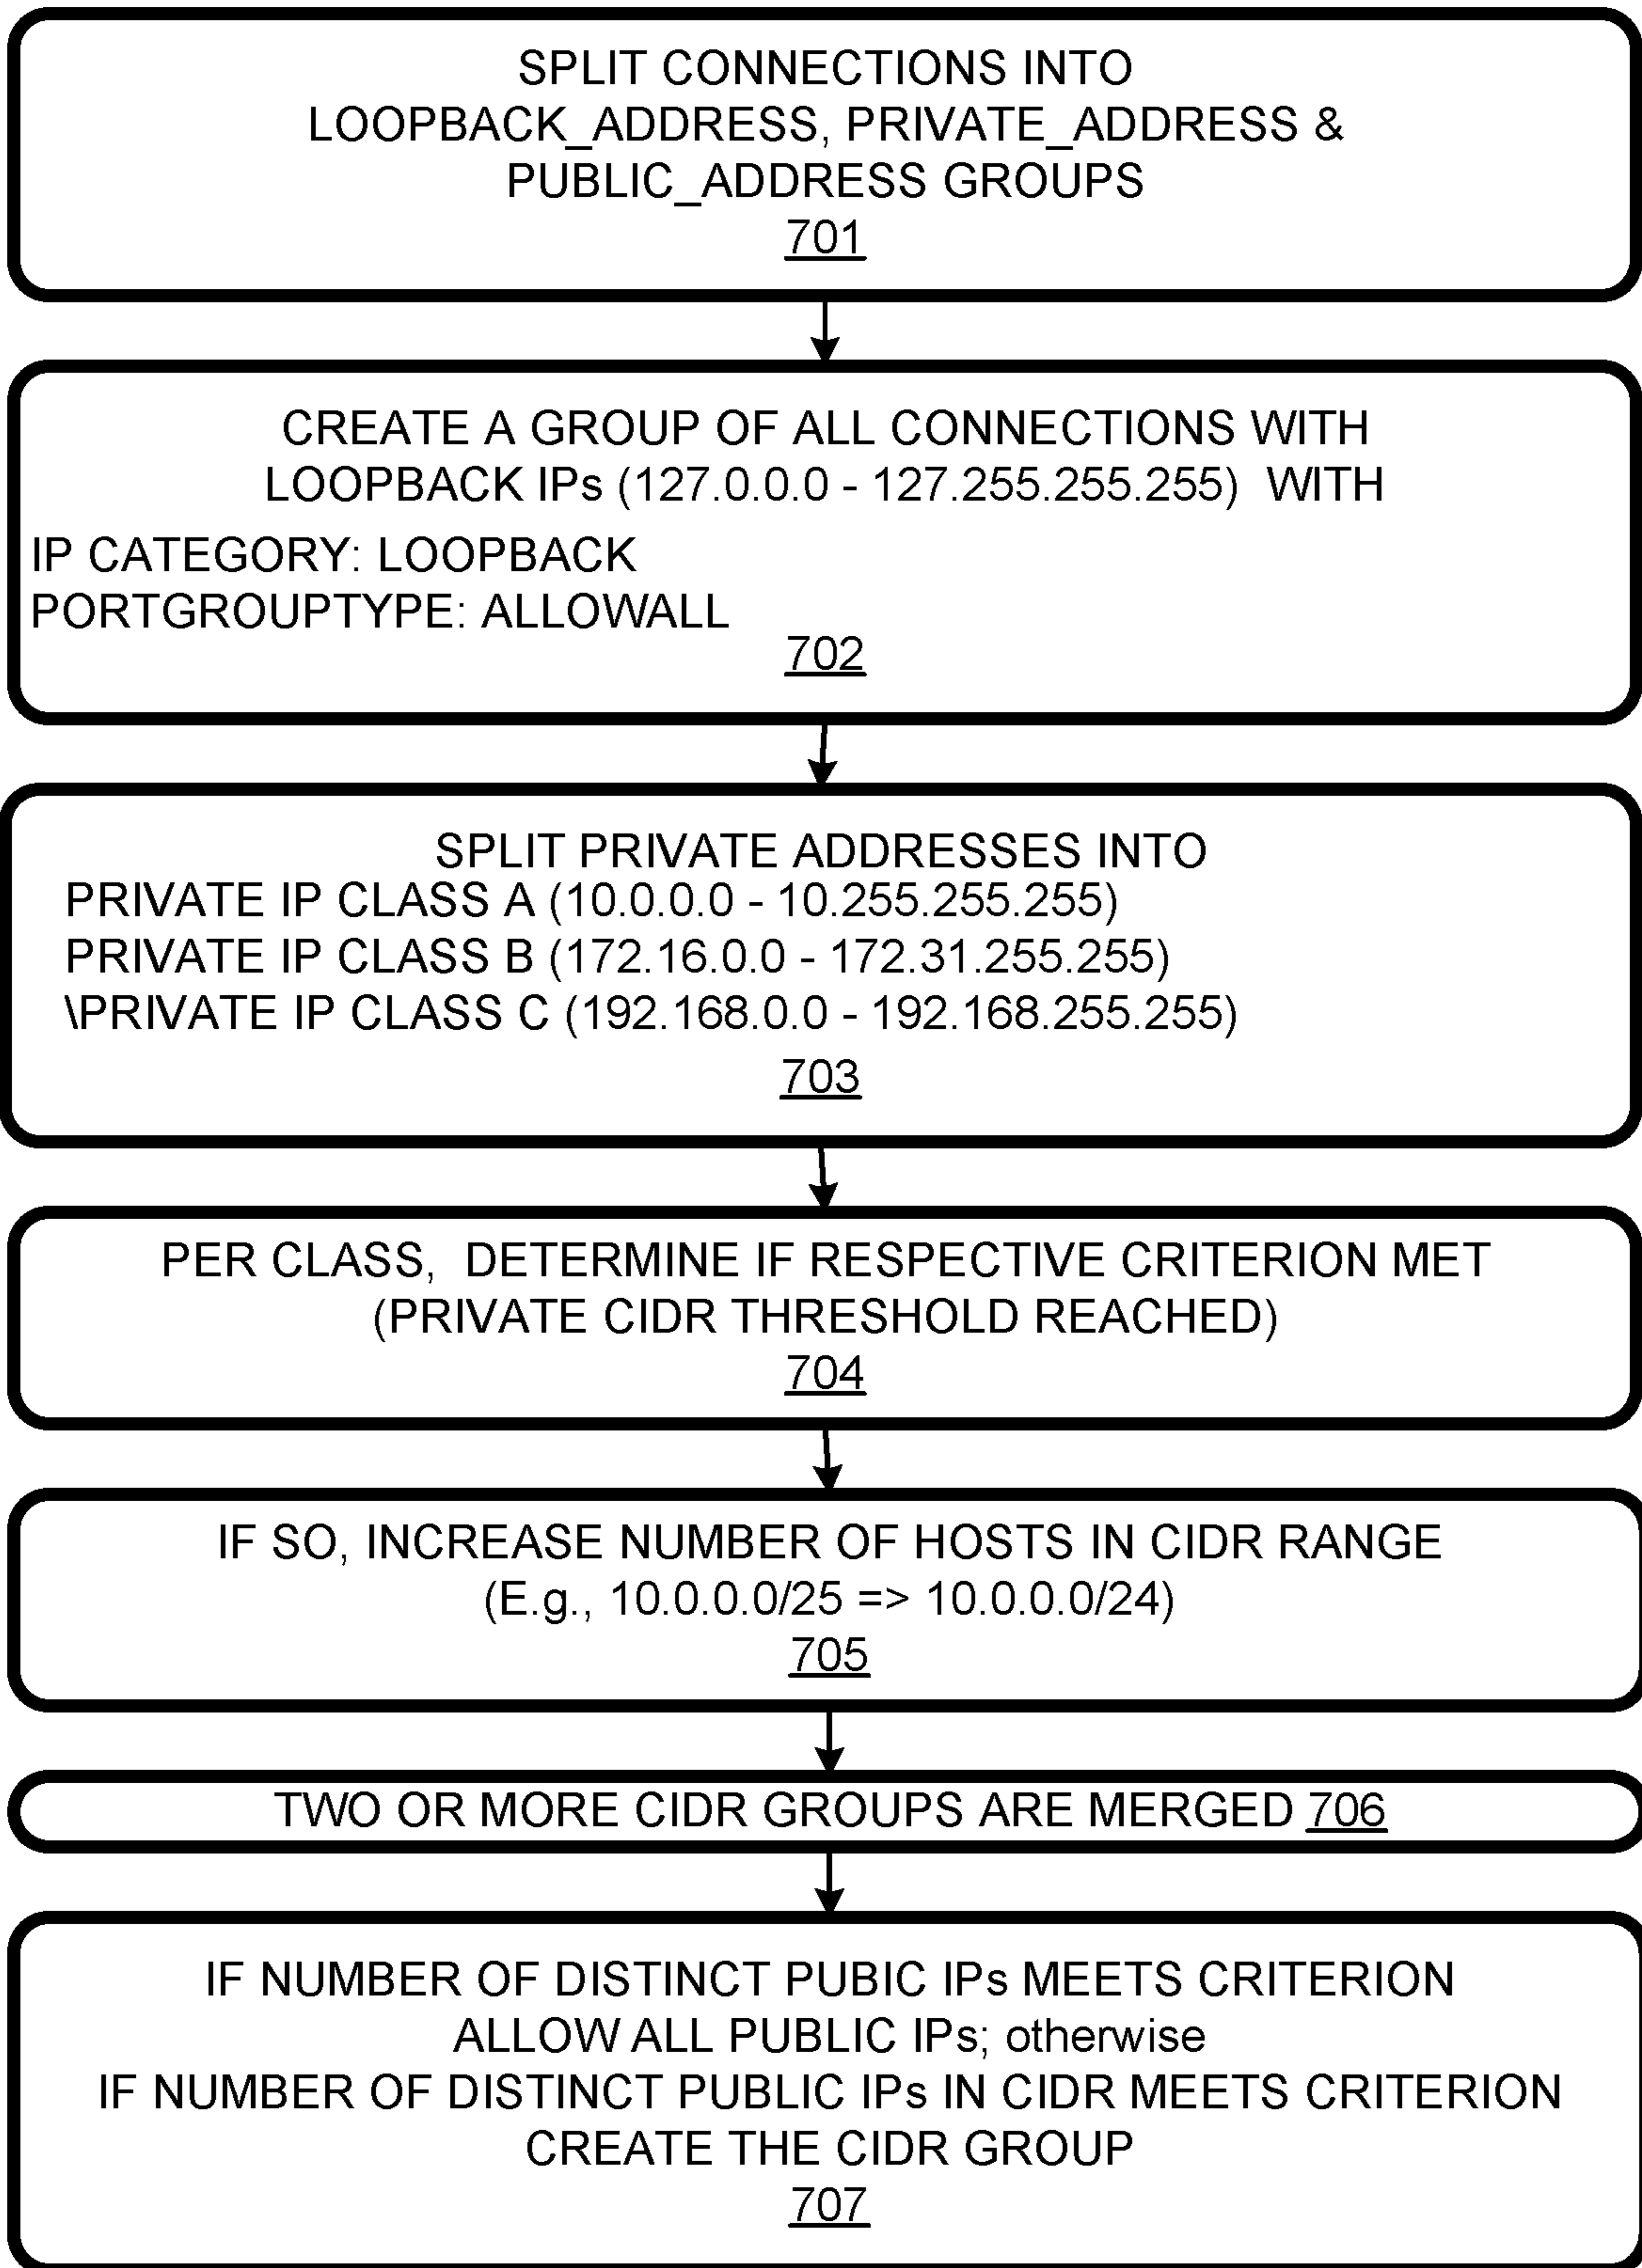 SPLIT CONNECTIONS INTO
LOOPBACK_ADDRESS, PRIVATE_ADDRESS &
PUBLIC_ADDRESS GROUPS
701
CREATE A GROUP OF ALL CONNECTIONS WITH
LOOPBACK IPs (127.0.0.0 - 127.255.255.255)  WITH
IP CATEGORY: LOOPBACK
PORTGROUPTYPE: ALLOWALL
702
SPLIT PRIVATE ADDRESSES INTO
PRIVATE IP CLASS A (10.0.0.0 - 10.255.255.255)
PRIVATE IP CLASS B (172.16.0.0 - 172.31.255.255)
\PRIVATE IP CLASS C (192.168.0.0 - 192.168.255.255)
703
PER CLASS,  DETERMINE IF RESPECTIVE CRITERION MET
(PRIVATE CIDR THRESHOLD REACHED)
704
IF SO, INCREASE NUMBER OF HOSTS IN CIDR RANGE
(E.g., 10.0.0.0/25 => 10.0.0.0/24)
705
TWO OR MORE CIDR GROUPS ARE MERGED 706
IF NUMBER OF DISTINCT PUBIC IPs MEETS CRITERION
ALLOW ALL PUBLIC IPs; otherwise
IF NUMBER OF DISTINCT PUBLIC IPs IN CIDR MEETS CRITERION
CREATE THE CIDR GROUP
707